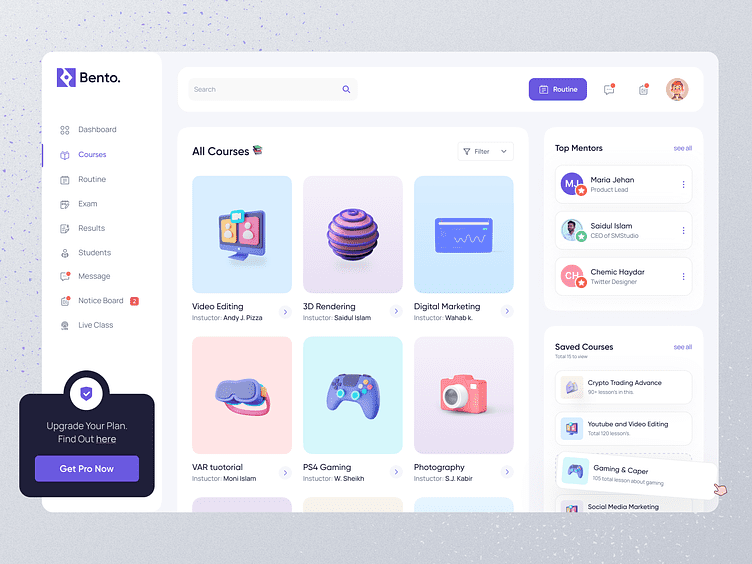 Bento.
Search
Routine
Dashboard
Courses
Routine
Exam
Results
Students
Message
Notice Board 2
Live Class
Upgrade Your Plan.
Find Out here
Get Pro Now
All Courses
Filter
Video Editing
Instuctor: Andy J. Pizza
3D Rendering
Instuctor: Saidul Islam
Digital Marketing
Instuctor: Wahab k.
VAR tuotorial
Instuctor: Moni Islam
PS4 Gaming
Instuctor: W. Sheikh
Photography
Instuctor: S.J. Kabir
Top Mentors
see all
MJ
Maria Jehan
Product Lead
Saidul Islam
CEO of SMStudio
CH
Chemic Haydar
Twitter Designer
Saved Courses
see all
Total 15 to view
Crypto Trading Advance
90+ lesson's in this
Youtube and Video Editing
Total 120 lesson's.
Gaming & Caper
105 total lesson about gaming
Social Media Marketing